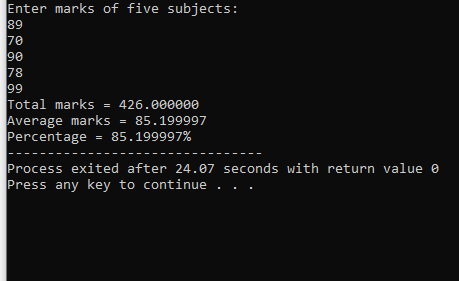 Enter marks of five subjects:
89
70
90
78
99
Total marks = 426.000000
Average marks = 85.199997
Percentage = 85.199997%
--------------------------------
Process exited after 24.07 seconds with return value 0
Press any key to continue . . .